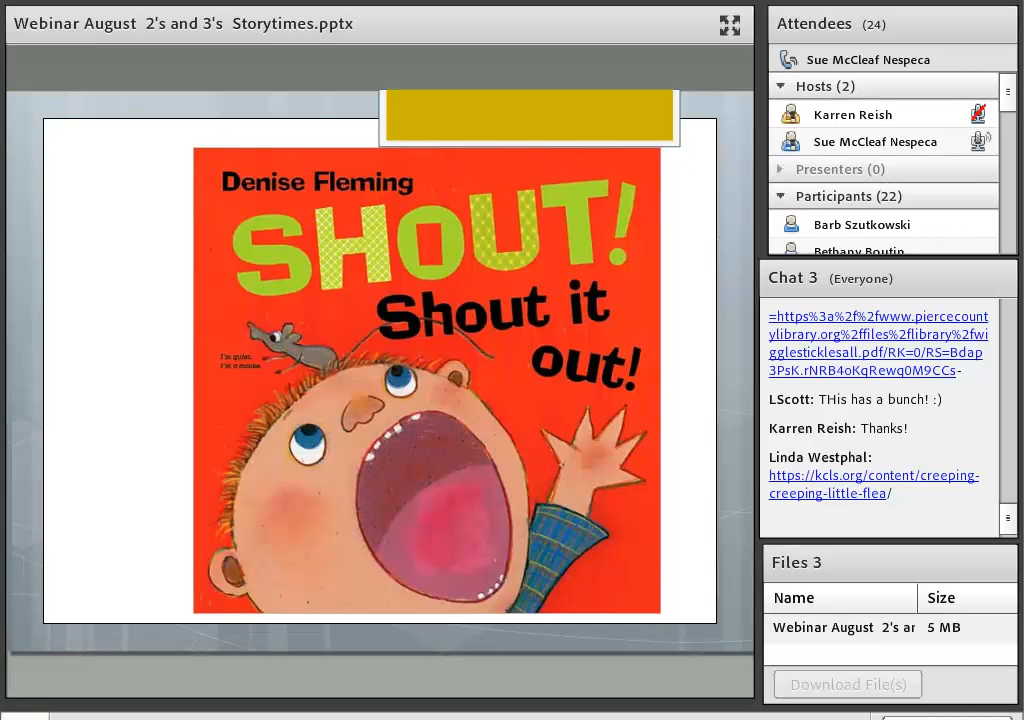 Webinar August 2's and 3's Storytimes.pptx
Denise Fleming
SHOUT!
Shout it
out!
I'm quiet.
I'm a mouse.
Attendees (24)
Sue McCleaf Nespeca
Hosts (2)
Karren Reish
Sue McCleaf Nespeca
Presenters (0)
Participants (22)
Barb Szutkowski
Bethany Boutin
Chat 3 (Everyone)
=https%3a%2f%2fwww.piercecount
ylibrary.org%2ffiles%2flibrary%2fwi
gglesticklesall.pdf/RK=0/RS=Bdap
3PsK.rNRB4oKqRewq0M9CCs-
LScott: THis has a bunch! :)
Karren Reish: Thanks!
Linda Westphal:
https://kcls.org/content/creeping-
creeping-little-flea/
Files 3
Name Size
Webinar August 2's ar 5 MB
Download File(s)